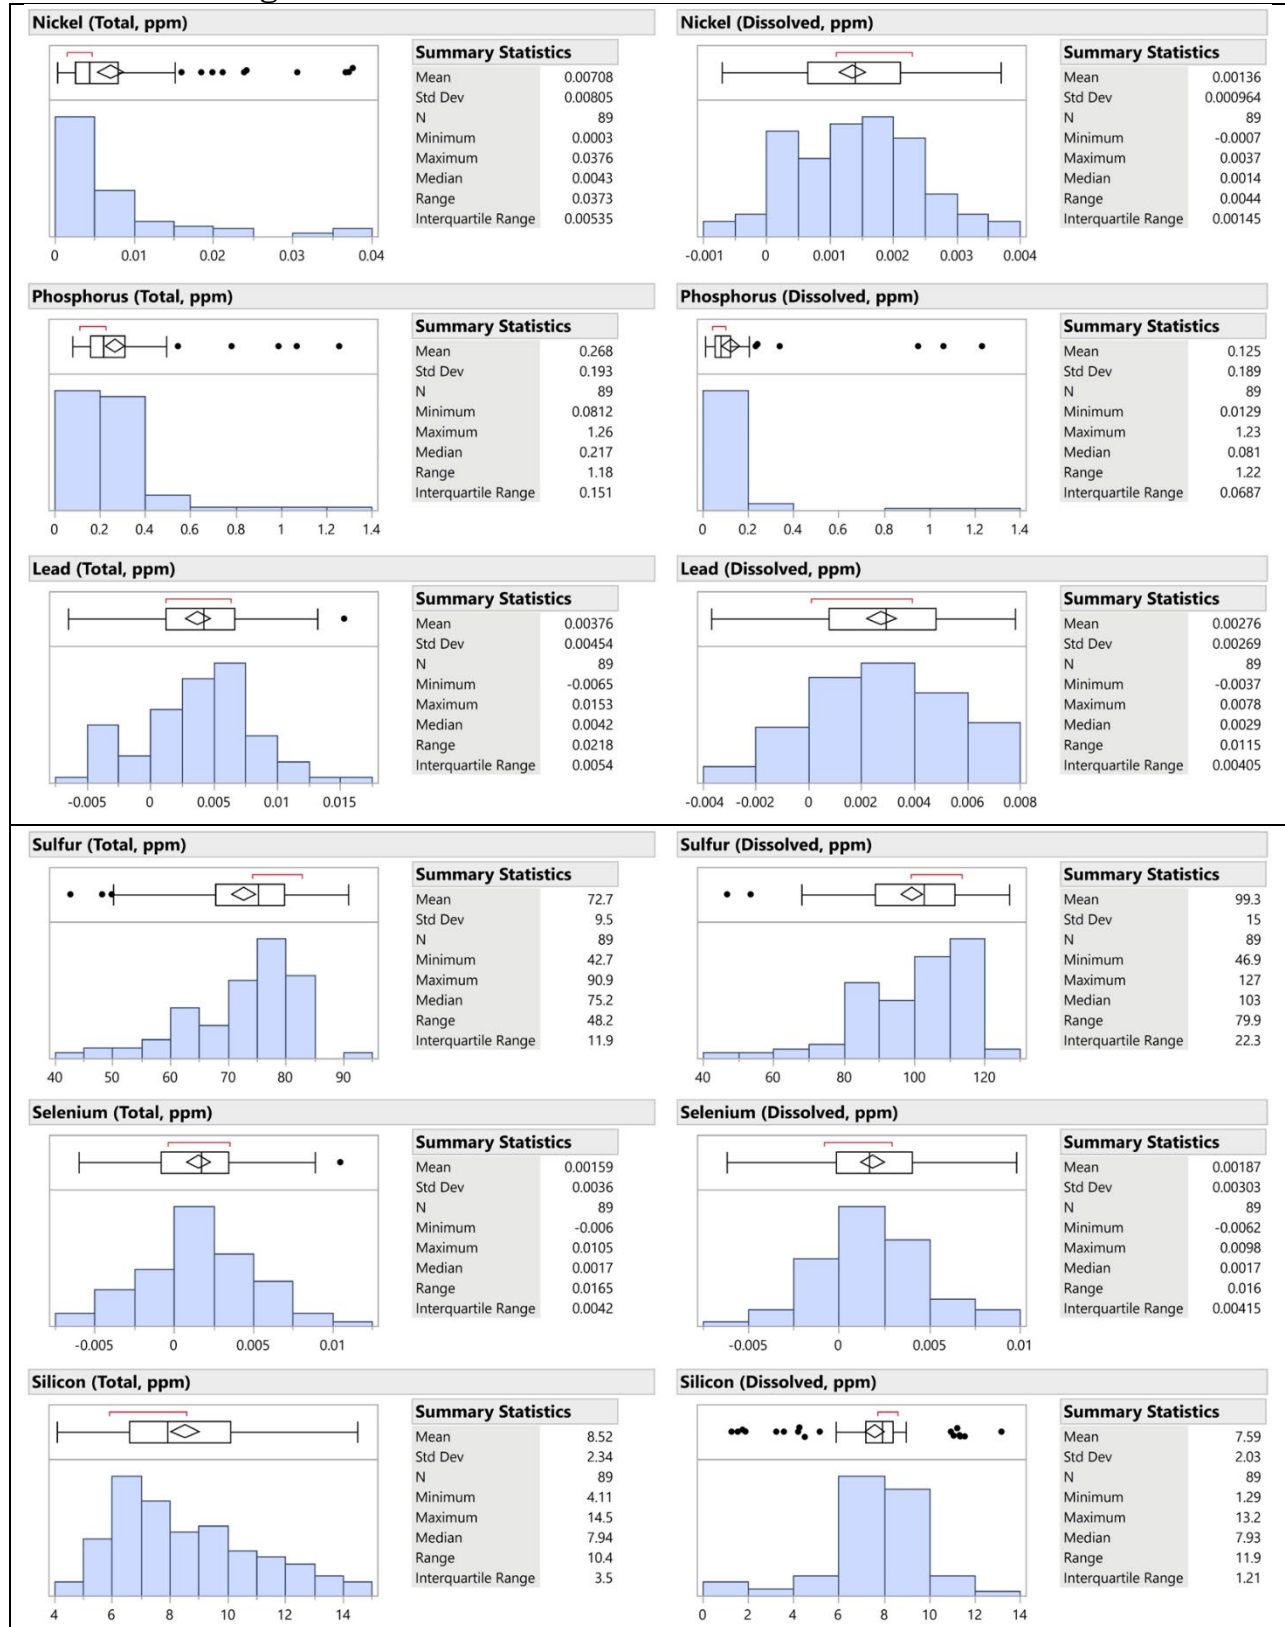 Nickel (Total, ppm)
Summary Statistics
Mean 0.00708
Std Dev 0.00805
N 89
Minimum 0.0003
Maximum 0.0376
Median 0.0043
Range 0.0373
Interquartile Range 0.00535
0 0.01 0.02 0.03 0.04
Nickel (Dissolved, ppm)
Summary Statistics
Mean 0.00136
Std Dev 0.000964
N 89
Minimum -0.0007
Maximum 0.0037
Median 0.0014
Range 0.0044
Interquartile Range 0.00145
-0.001 0 0.001 0.002 0.003 0.004
Phosphorus (Total, ppm)
Summary Statistics
Mean 0.268
Std Dev 0.193
N 89
Minimum 0.0812
Maximum 1.26
Median 0.217
Range 1.18
Interquartile Range 0.151
0 0.2 0.4 0.6 0.8 1 1.2 1.4
Phosphorus (Dissolved, ppm)
Summary Statistics
Mean 0.125
Std Dev 0.189
N 89
Minimum 0.0129
Maximum 1.23
Median 0.081
Range 1.22
Interquartile Range 0.0687
0 0.2 0.4 0.6 0.8 1 1.2 1.4
Lead (Total, ppm)
Summary Statistics
Mean 0.00376
Std Dev 0.00454
N 89
Minimum -0.0065
Maximum 0.0153
Median 0.0042
Range 0.0218
Interquartile Range 0.0054
-0.005 0 0.005 0.01 0.015
Lead (Dissolved, ppm)
Summary Statistics
Mean 0.00276
Std Dev 0.00269
N 89
Minimum -0.0037
Maximum 0.0078
Median 0.0029
Range 0.0115
Interquartile Range 0.00405
-0.004 -0.002 0 0.002 0.004 0.006 0.008
Sulfur (Total, ppm)
Summary Statistics
Mean 72.7
Std Dev 9.5
N 89
Minimum 42.7
Maximum 90.9
Median 75.2
Range 48.2
Interquartile Range 11.9
40 50 60 70 80 90
Sulfur (Dissolved, ppm)
Summary Statistics
Mean 99.3
Std Dev 15
N 89
Minimum 46.9
Maximum 127
Median 103
Range 79.9
Interquartile Range 22.3
40 60 80 100 120
Selenium (Total, ppm)
Summary Statistics
Mean 0.00159
Std Dev 0.0036
N 89
Minimum -0.006
Maximum 0.0105
Median 0.0017
Range 0.0165
Interquartile Range 0.0042
-0.005 0 0.005 0.01
Selenium (Dissolved, ppm)
Summary Statistics
Mean 0.00187
Std Dev 0.00303
N 89
Minimum -0.0062
Maximum 0.0098
Median 0.0017
Range 0.016
Interquartile Range 0.00415
-0.005 0 0.005 0.01
Silicon (Total, ppm)
Summary Statistics
Mean 8.52
Std Dev 2.34
N 89
Minimum 4.11
Maximum 14.5
Median 7.94
Range 10.4
Interquartile Range 3.5
4 6 8 10 12 14
Silicon (Dissolved, ppm)
Summary Statistics
Mean 7.59
Std Dev 2.03
N 89
Minimum 1.29
Maximum 13.2
Median 7.93
Range 11.9
Interquartile Range 1.21
0 2 4 6 8 10 12 14